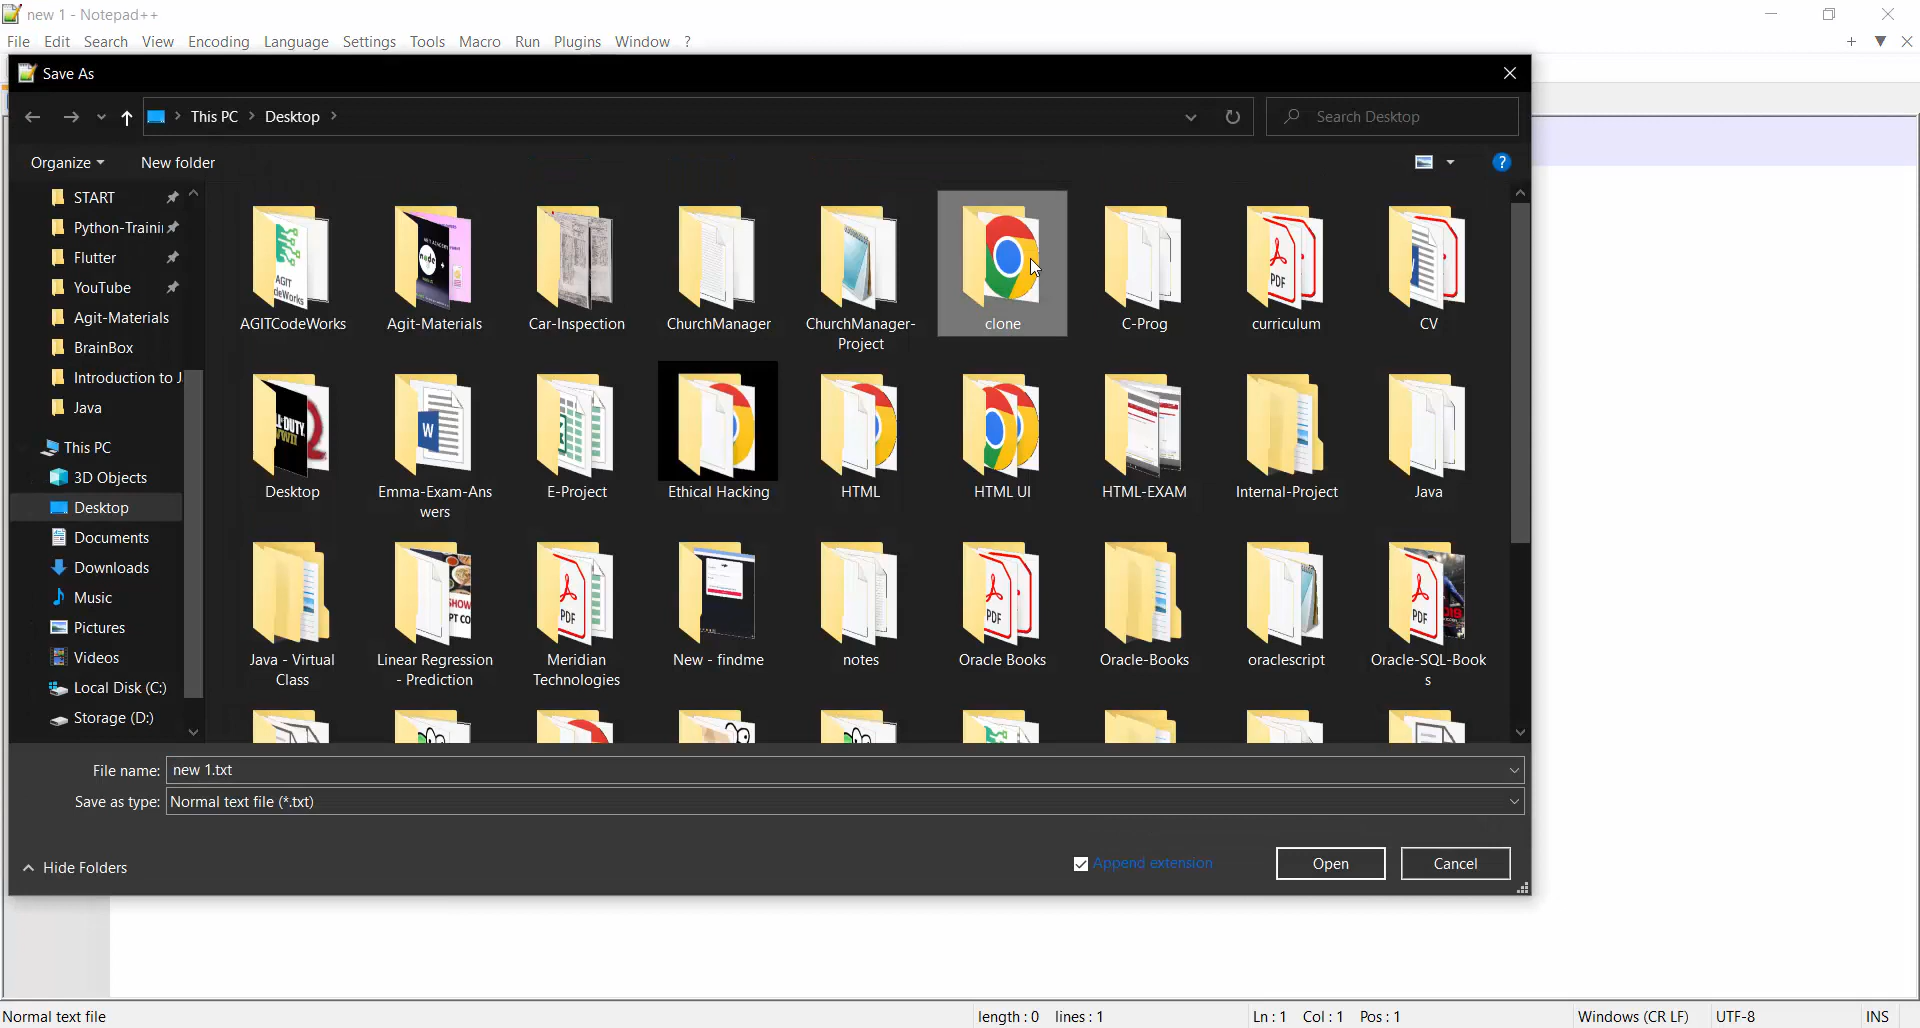 new 1 - Notepad++
File Edit Search View Encoding Language Settings Tools Macro Run Plugins Window ?
Save As
This PC Desktop
Search Desktop
Organize New folder
START
Python-Traini
Flutter
YouTube
Agit-Materials
BrainBox
Introduction to J
Java
This PC
3D Objects
Desktop
Documents
Downloads
Music
Pictures
Videos
Local Disk (C:)
Storage (D:)
AGITCodeWorks Agit-Materials Car-Inspection ChurchManager ChurchManager-
Project
clone C-Prog curriculum CV
Desktop Emma-Exam-Ans
wers
E-Project Ethical Hacking HTML HTML UI HTML-EXAM Internal-Project Java
Java - Virtual
Class
Linear Regression
- Prediction
Meridian
Technologies
New - findme notes Oracle Books Oracle-Books oraclescript Oracle-SQL-Book
s
File name: new 1.txt
Save as type: Normal text file (*.txt)
Hide Folders
Append extension
Open Cancel
Normal text file length : 0 lines : 1 Ln : 1 Col : 1 Pos : 1 Windows (CR LF) UTF-8 INS